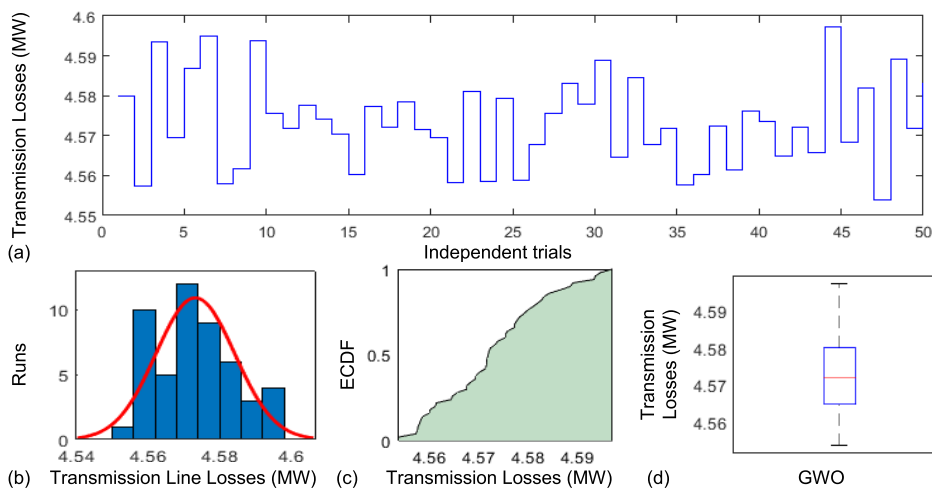 Transmission Losses (MW)
4.6
4.59
4.58
4.57
4.56
4.55
0 5 10 15 20 25 30 35 40 45 50
(a) Independent trials
Runs
10
5
0
4.54 4.56 4.58 4.6
(b) Transmission Line Losses (MW)
ECDF
1
0.5
0
4.56 4.57 4.58 4.59
(c) Transmission Losses (MW)
Transmission
Losses (MW)
4.59
4.58
4.57
4.56
(d) GWO